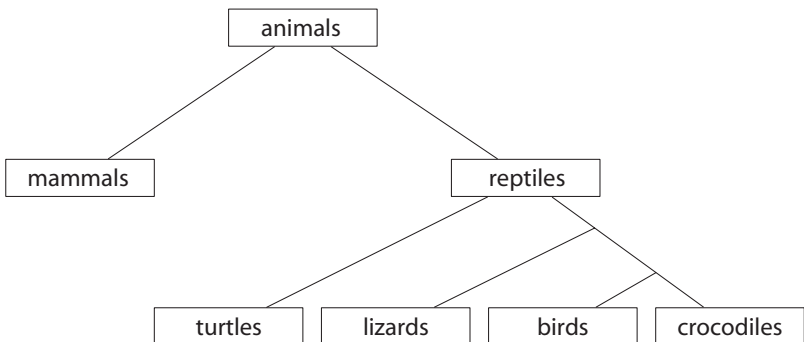 animals
mammals
reptiles
turtles
lizards
birds
crocodiles